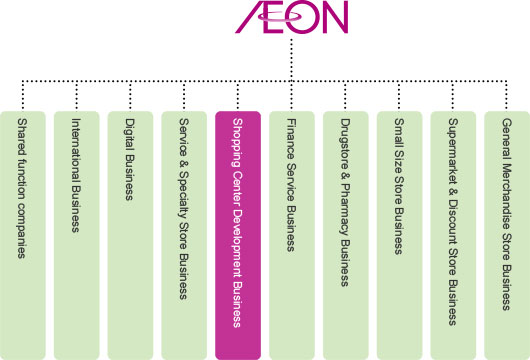 ÆON
Shared function companies
International Business
Digital Business
Service & Specialty Store Business
Shopping Center Development Business
Finance Service Business
Drugstore & Pharmacy Business
Small Size Store Business
Supermarket & Discount Store Business
General Merchandise Store Business